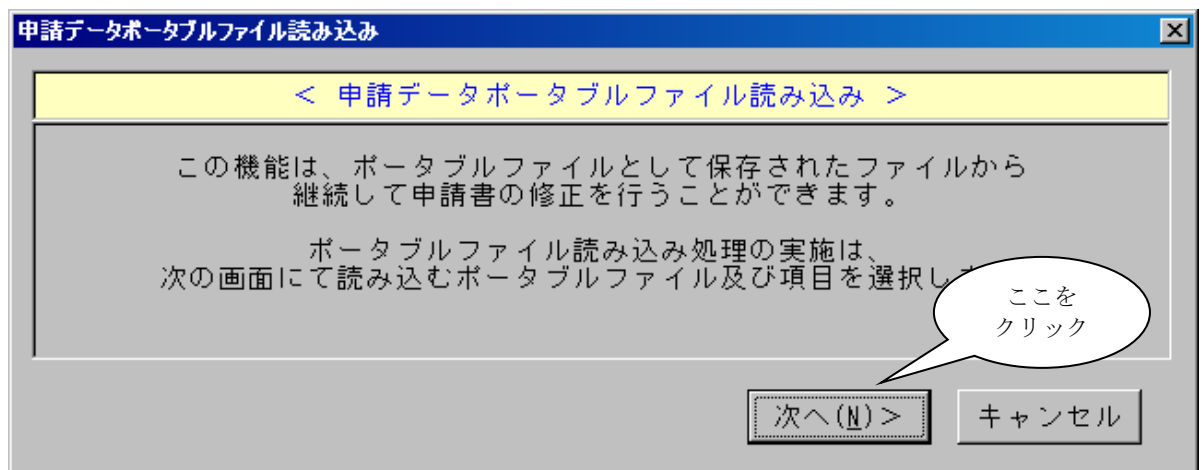 申請データポータブルファイル読み込み
< 申請データポータブルファイル読み込み >
この機能は、ポータブルファイルとして保存されたファイルから
継続して申請書の修正を行うことができます。
ポータブルファイル読み込み処理の実施は、
次の画面にて読み込むポータブルファイル及び項目を選択し
ここを
クリック
次へ(N)>
キャンセル